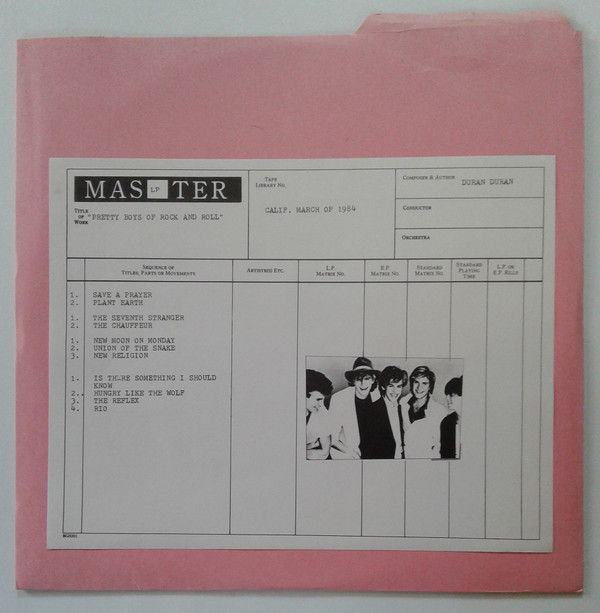 MAS LP TER
TAPE
LIBRARY No.
COMPOSER & AUTHOR DURAN DURAN
TITLE
OF "PRETTY BOYS OF ROCK AND ROLL"
WORK
CALIF, MARCH OF 1984
CONDUCTOR
ORCHESTRA
SEQUENCE OF
TITLES, PARTS OR MOVEMENTS
ARTIST(S) ETC.
L.P.
MATRIX NO.
E.P.
MATRIX NO.
STANDARD
MATRIX NO.
STANDARD
PLAYING
TIME
L.P. OR
E.P. RILLS
1. SAVE A PRAYER
2. PLANT EARTH
1. THE SEVENTH STRANGER
2. THE CHAUFFEUR
1. NEW MOON ON MONDAY
2. UNION OF THE SNAKE
3. NEW RELIGION
1. IS THERE SOMETHING I SHOULD
KNOW
2. HUNGRY LIKE THE WOLF
3. THE REFLEX
4. RIO